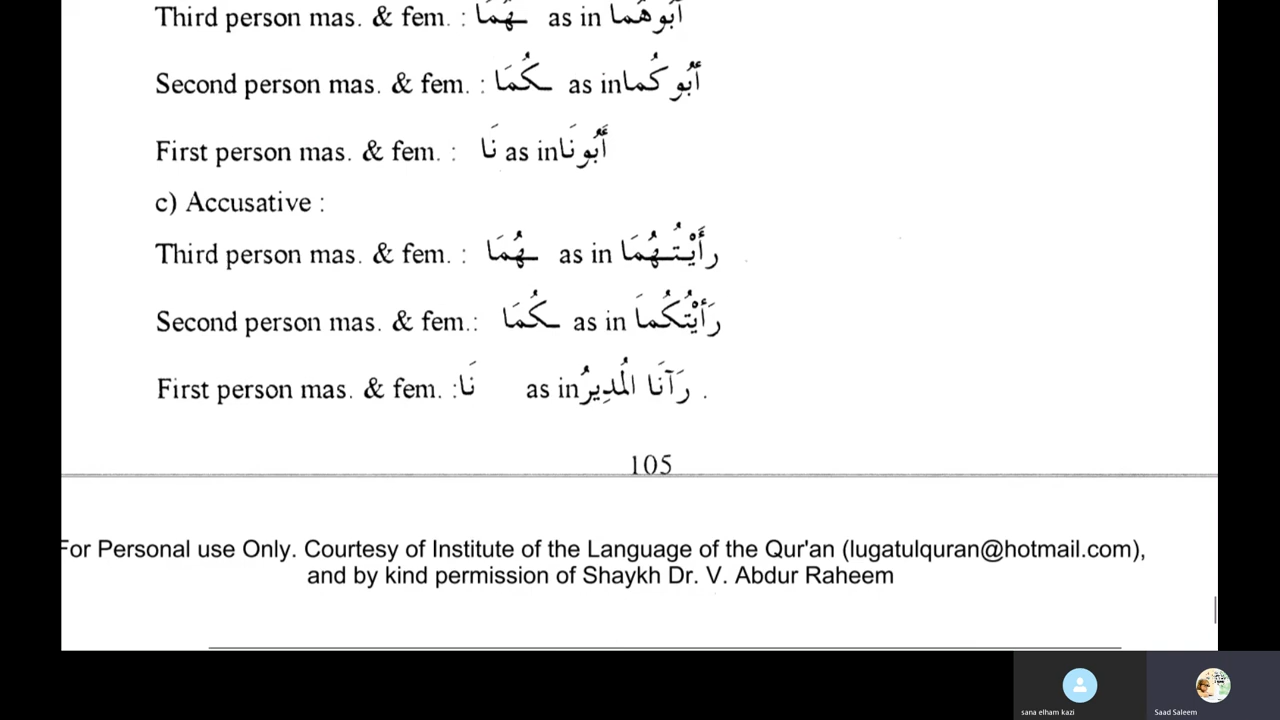 Third person mas. & fem. : ـهُمَا as in أَبُوهُمَا
Second person mas. & fem. : ـكُمَا as in أَبُوكُما
First person mas. & fem. : نَا as in أَبُونَا
c) Accusative :
Third person mas. & fem. : ـهُمَا as in رأَيْـتُـهُمَا
Second person mas. & fem.: ـكُمَا as in رَأَيْتُكُمَا
First person mas. & fem. :نَا as in رَآنَا الْمُدِيرُ .
105
For Personal use Only. Courtesy of Institute of the Language of the Qur'an (lugatulquran@hotmail.com),
and by kind permission of Shaykh Dr. V. Abdur Raheem
sana elham kazi
Saad Saleem